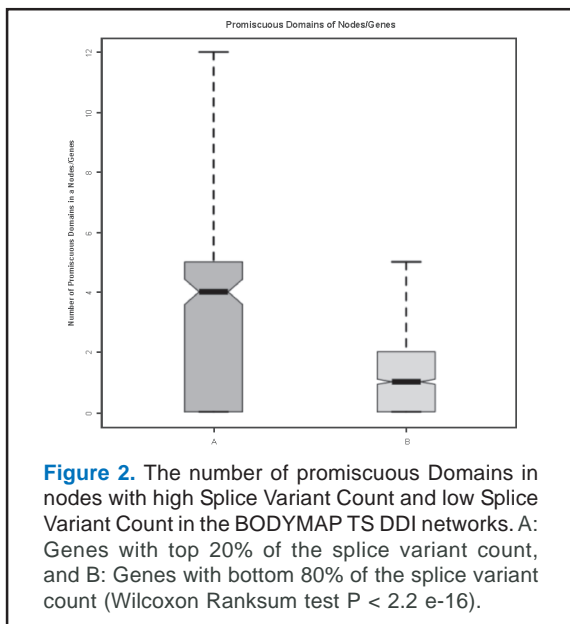 Promiscuous Domains of Nodes/Genes
Number of Promiscuous Domains in a Nodes/Genes
12
10
8
6
4
2
0
A
B
Figure 2. The number of promiscuous Domains in
nodes with high Splice Variant Count and low Splice
Variant Count in the BODYMAP TS DDI networks. A:
Genes with top 20% of the splice variant count,
and B: Genes with bottom 80% of the splice variant
count (Wilcoxon Ranksum test P < 2.2 e-16).